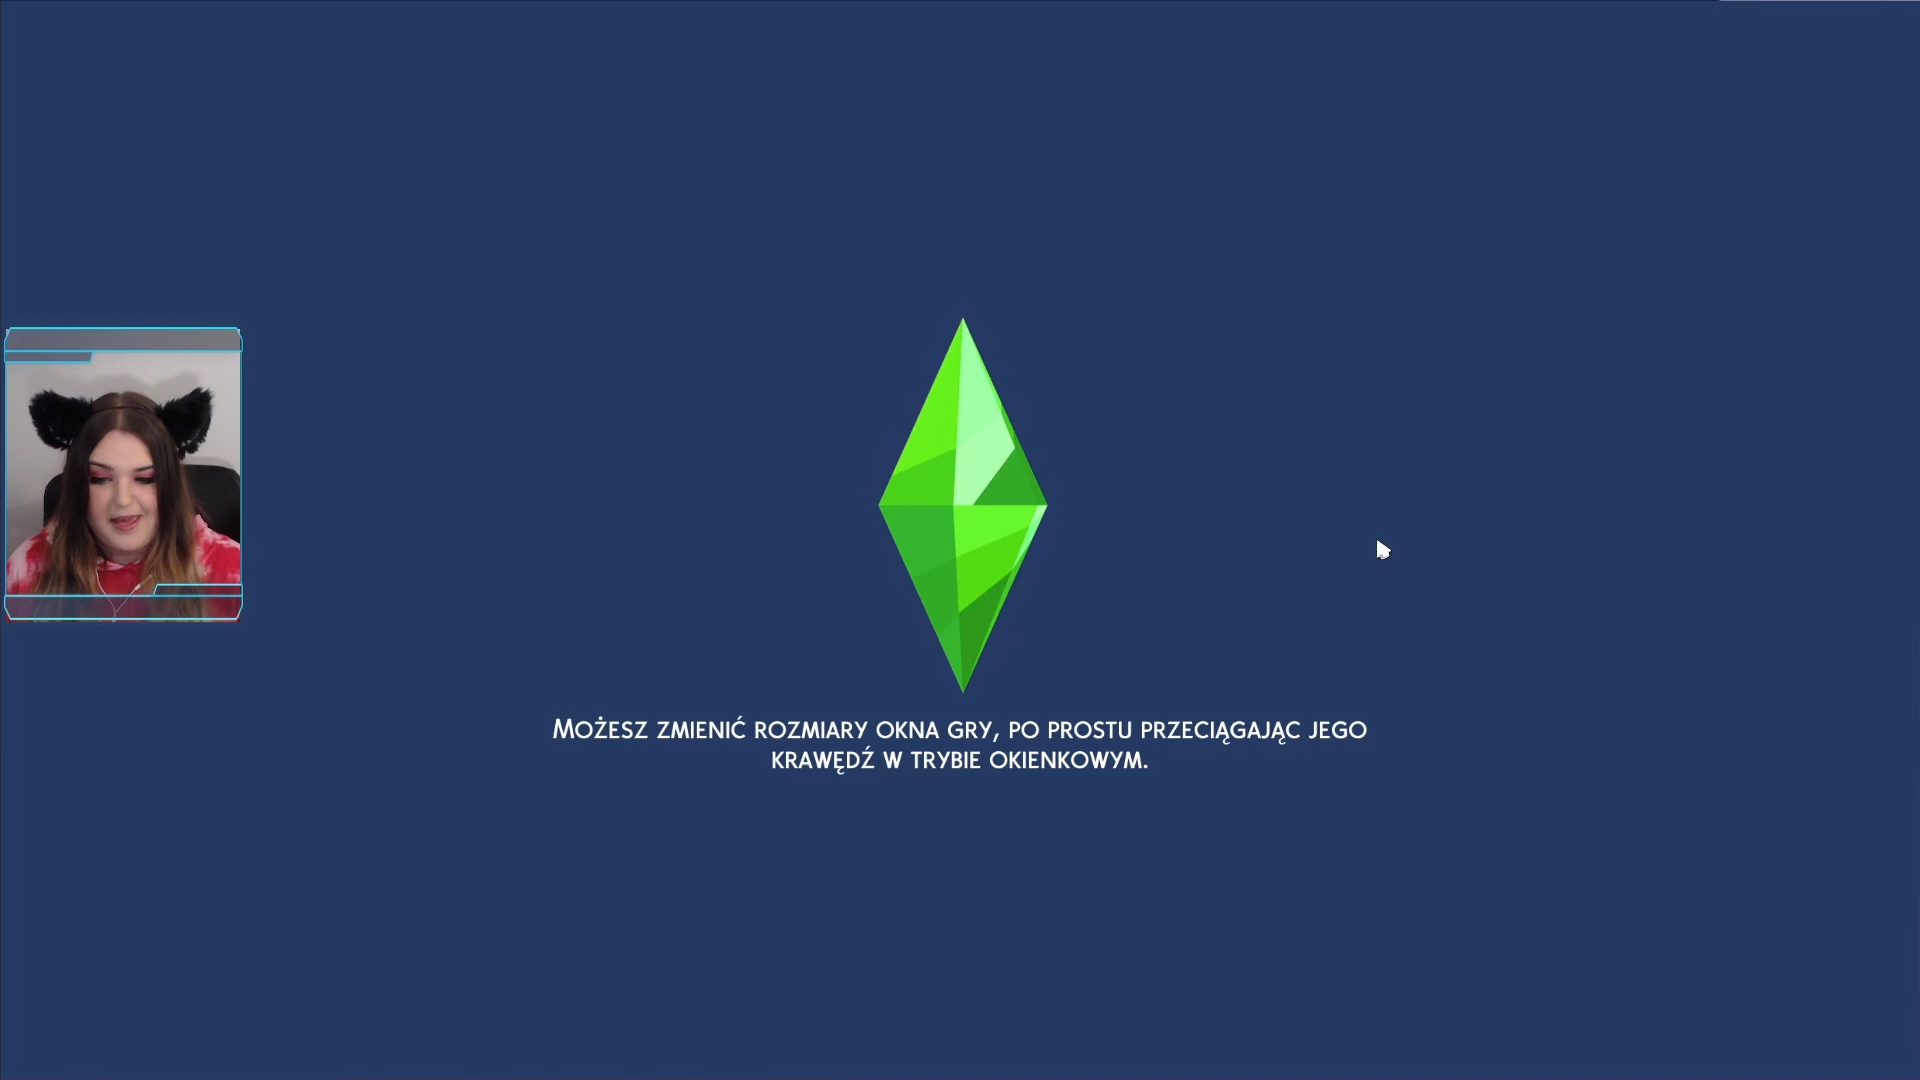 Możesz zmienić rozmiary okna gry, po prostu przeciągając jego
krawędź w trybie okienkowym.